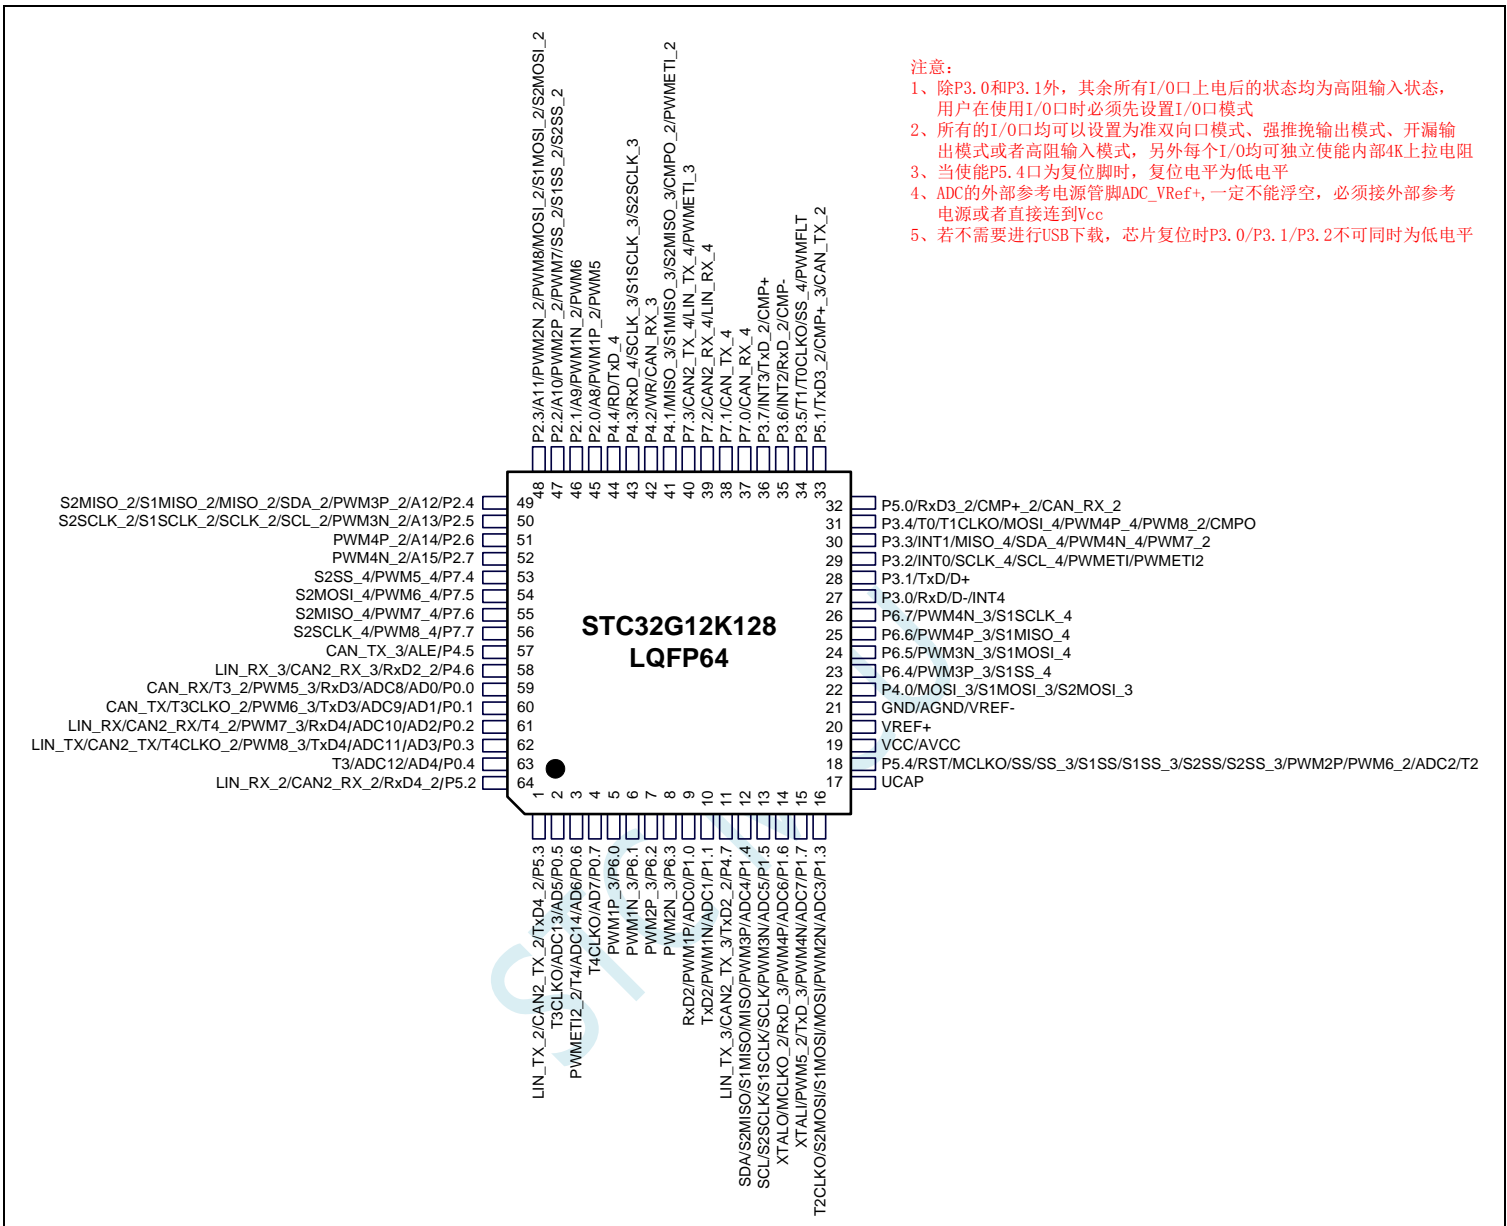 注意：
1、除P3.0和P3.1外，其余所有I/O口上电后的状态均为高阻输入状态，
用户在使用I/O口时必须先设置I/O口模式
2、所有的I/O口均可以设置为准双向口模式、强推挽输出模式、开漏输
出模式或者高阻输入模式，另外每个I/O均可独立使能内部4K上拉电阻
3、当使能P5.4口为复位脚时，复位电平为低电平
4、ADC的外部参考电源管脚ADC_VRef+,一定不能浮空，必须接外部参考
电源或者直接连到Vcc
5、若不需要进行USB下载，芯片复位时P3.0/P3.1/P3.2不可同时为低电平
P2.3/A11/PWM2N_2/PWM8/MOSI_2/S1MOSI_2/S2MOSI_2
P2.2/A10/PWM2P_2/PWM7/SS_2/S1SS_2/S2SS_2
P2.1/A9/PWM1N_2/PWM6
P2.0/A8/PWM1P_2/PWM5
P4.4/RD/TxD_4
P4.3/RxD_4/SCLK_3/S1SCLK_3/S2SCLK_3
P4.2/WR/CAN_RX_3
P4.1/MISO_3/S1MISO_3/S2MISO_3/CMPO_2/PWMETI_2
P7.3/CAN2_TX_4/LIN_TX_4/PWMETI_3
P7.2/CAN2_RX_4/LIN_RX_4
P7.1/CAN_TX_4
P7.0/CAN_RX_4
P3.7/INT3/TxD_2/CMP+
P3.6/INT2/RxD_2/CMP-
P3.5/T1/T0CLKO/SS_4/PWMFLT
P5.1/TxD3_2/CMP+_3/CAN_TX_2
48
47
46
45
44
43
42
41
40
39
38
37
36
35
34
33
S2MISO_2/S1MISO_2/MISO_2/SDA_2/PWM3P_2/A12/P2.4 49
S2SCLK_2/S1SCLK_2/SCLK_2/SCL_2/PWM3N_2/A13/P2.5 50
PWM4P_2/A14/P2.6 51
PWM4N_2/A15/P2.7 52
S2SS_4/PWM5_4/P7.4 53
S2MOSI_4/PWM6_4/P7.5 54
S2MISO_4/PWM7_4/P7.6 55
S2SCLK_4/PWM8_4/P7.7 56
CAN_TX_3/ALE/P4.5 57
LIN_RX_3/CAN2_RX_3/RxD2_2/P4.6 58
CAN_RX/T3_2/PWM5_3/RxD3/ADC8/AD0/P0.0 59
CAN_TX/T3CLKO_2/PWM6_3/TxD3/ADC9/AD1/P0.1 60
LIN_RX/CAN2_RX/T4_2/PWM7_3/RxD4/ADC10/AD2/P0.2 61
LIN_TX/CAN2_TX/T4CLKO_2/PWM8_3/TxD4/ADC11/AD3/P0.3 62
T3/ADC12/AD4/P0.4 63
LIN_RX_2/CAN2_RX_2/RxD4_2/P5.2 64
STC32G12K128
LQFP64
32 P5.0/RxD3_2/CMP+_2/CAN_RX_2
31 P3.4/T0/T1CLKO/MOSI_4/PWM4P_4/PWM8_2/CMPO
30 P3.3/INT1/MISO_4/SDA_4/PWM4N_4/PWM7_2
29 P3.2/INT0/SCLK_4/SCL_4/PWMETI/PWMETI2
28 P3.1/TxD/D+
27 P3.0/RxD/D-/INT4
26 P6.7/PWM4N_3/S1SCLK_4
25 P6.6/PWM4P_3/S1MISO_4
24 P6.5/PWM3N_3/S1MOSI_4
23 P6.4/PWM3P_3/S1SS_4
22 P4.0/MOSI_3/S1MOSI_3/S2MOSI_3
21 GND/AGND/VREF-
20 VREF+
19 VCC/AVCC
18 P5.4/RST/MCLKO/SS/SS_3/S1SS/S1SS_3/S2SS/S2SS_3/PWM2P/PWM6_2/ADC2/T2
17 UCAP
1
2
3
4
5
6
7
8
9
10
11
12
13
14
15
16
LIN_TX_2/CAN2_TX_2/TxD4_2/P5.3
T3CLKO/ADC13/AD5/P0.5
PWMETI2_2/T4/ADC14/AD6/P0.6
T4CLKO/AD7/P0.7
PWM1P_3/P6.0
PWM1N_3/P6.1
PWM2P_3/P6.2
PWM2N_3/P6.3
RxD2/PWM1P/ADC0/P1.0
TxD2/PWM1N/ADC1/P1.1
LIN_TX_3/CAN2_TX_3/TxD2_2/P4.7
SDA/S2MISO/S1MISO/MISO/PWM3P/ADC4/P1.4
SCL/S2SCLK/S1SCLK/SCLK/PWM3N/ADC5/P1.5
XTALO/MCLKO_2/RxD_3/PWM4P/ADC6/P1.6
XTALI/PWM5_2/TxD_3/PWM4N/ADC7/P1.7
T2CLKO/S2MOSI/S1MOSI/MOSI/PWM2N/ADC3/P1.3